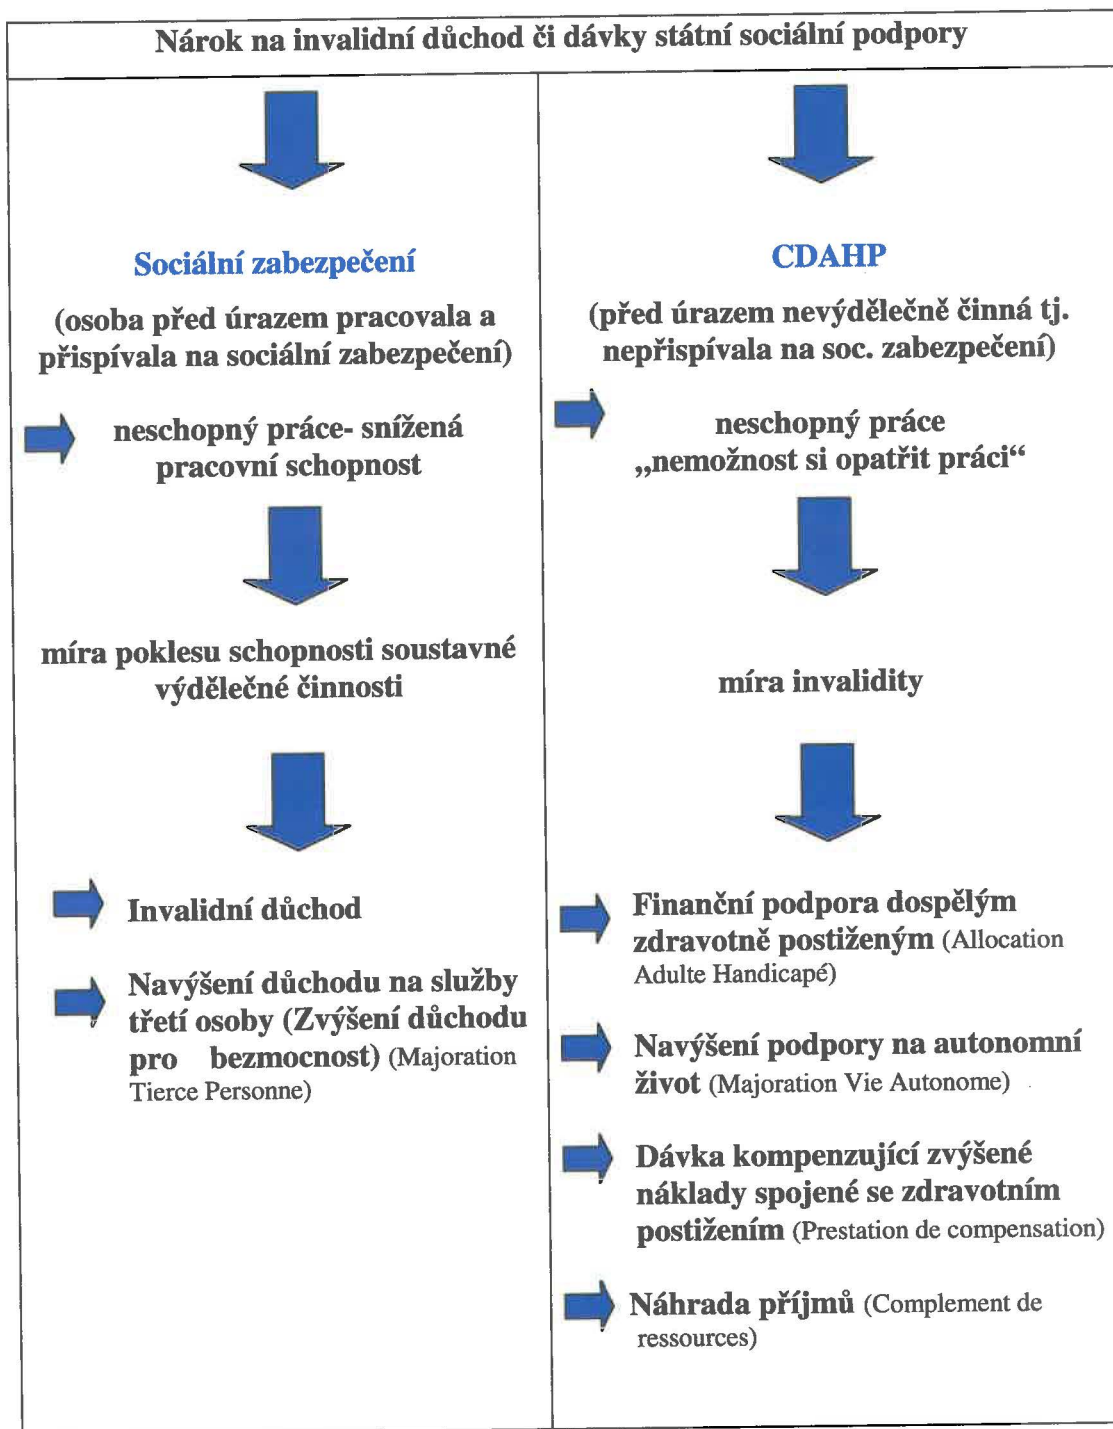 Nárok na invalidní důchod či dávky státní sociální podpory
Sociální zabezpečení
(osoba před úrazem pracovala a
přispívala na sociální zabezpečení)
neschopný práce- snížená
pracovní schopnost
míra poklesu schopnosti soustavné
výdělečné činnosti
Invalidní důchod
Navýšení důchodu na služby
třetí osoby (Zvýšení důchodu
pro bezmocnost) (Majoration
Tierce Personne)
CDAHP
(před úrazem nevýdělečně činná tj.
nepřispívala na soc. zabezpečení)
neschopný práce
„nemožnost si opatřit práci“
míra invalidity
Finanční podpora dospělým
zdravotně postiženým (Allocation
Adulte Handicapé)
Navýšení podpory na autonomní
život (Majoration Vie Autonome)
Dávka kompenzující zvýšené
náklady spojené se zdravotním
postižením (Prestation de compensation)
Náhrada příjmů (Complement de
ressources)